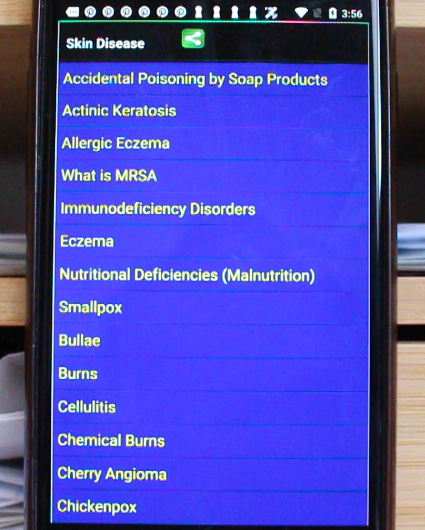 3:56
Skin Disease
Accidental Poisoning by Soap Products
Actinic Keratosis
Allergic Eczema
What is MRSA
Immunodeficiency Disorders
Eczema
Nutritional Deficiencies (Malnutrition)
Smallpox
Bullae
Burns
Cellulitis
Chemical Burns
Cherry Angioma
Chickenpox